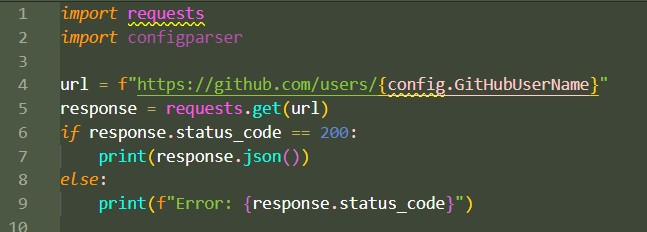 1 import requests
2 import configparser
3
4 url = f"https://github.com/users/{config.GitHubUserName}"
5 response = requests.get(url)
6 if response.status_code == 200:
7     print(response.json())
8 else:
9     print(f"Error: {response.status_code}")
10